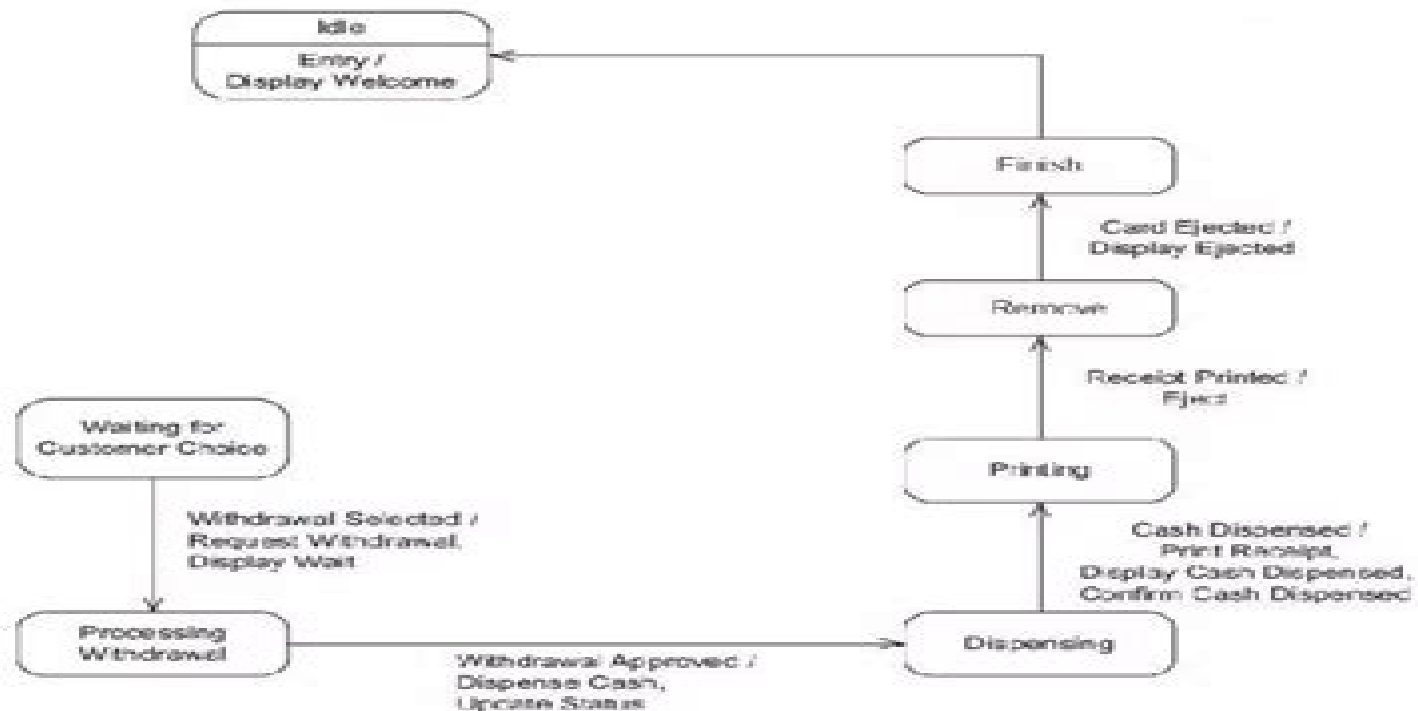 Idle
Entry /
Display Welcome
Finish
Card Ejected /
Display Ejected
Remove
Receipt Printed /
Eject
Waiting for
Customer Choice
Printing
Withdrawal Selected /
Request Withdrawal,
Display Wait
Cash Dispensed /
Print Receipt,
Display Cash Dispensed,
Confirm Cash Dispensed
Processing
Withdrawal
Dispensing
Withdrawal Approved /
Dispense Cash,
Update Status